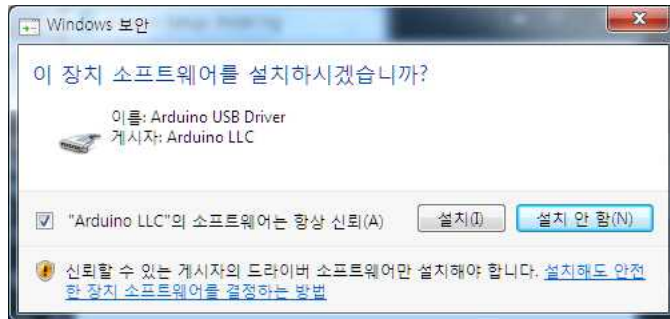 Windows 보안
이 장치 소프트웨어를 설치하시겠습니까?
이름: Arduino USB Driver
게시자: Arduino LLC
"Arduino LLC"의 소프트웨어는 항상 신뢰(A)
설치(I)
설치 안 함(N)
신뢰할 수 있는 게시자의 드라이버 소프트웨어만 설치해야 합니다. 설치해도 안전
한 장치 소프트웨어를 결정하는 방법